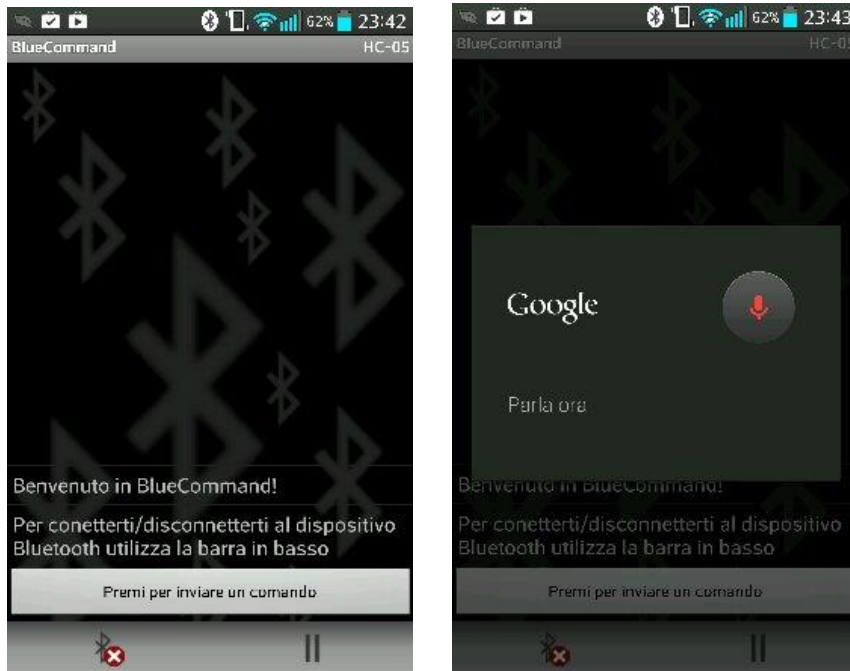 62% 23:42
BlueCommand HC-05
Benvenuto in BlueCommand!
Per conetterti/disconnetterti al dispositivo
Bluetooth utilizza la barra in basso
Premi per inviare un comando
62% 23:43
BlueCommand HC-05
Google
Parla ora
Benvenuto in BlueCommand!
Per conetterti/disconnetterti al dispositivo
Bluetooth utilizza la barra in basso
Premi per inviare un comando